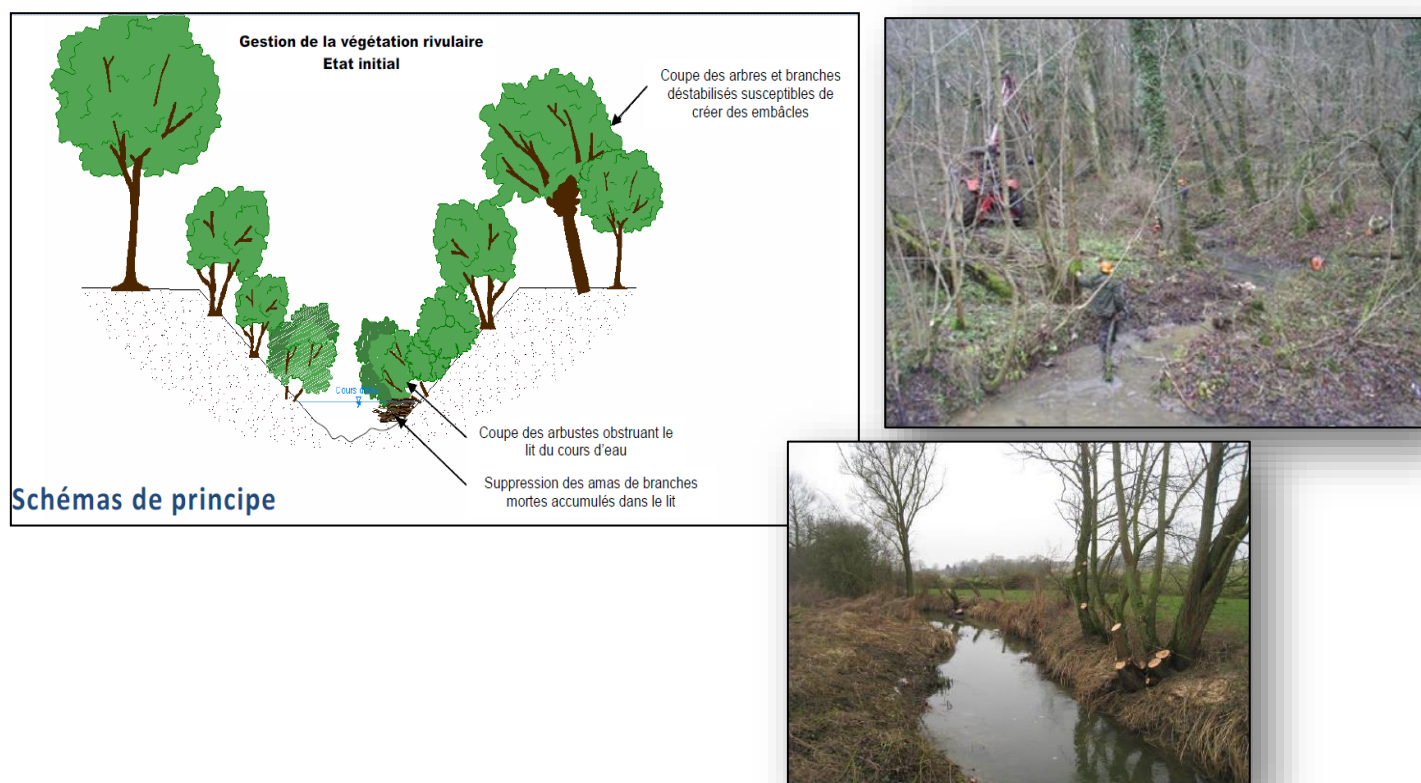 Gestion de la végétation rivulaire
Etat initial
Coupe des arbres et branches
déstabilisés susceptibles de
créer des embâcles
Cours
Coupe des arbustes obstruant le
lit du cours d'eau
Suppression des amas de branches
mortes accumulés dans le lit
Schémas de principe